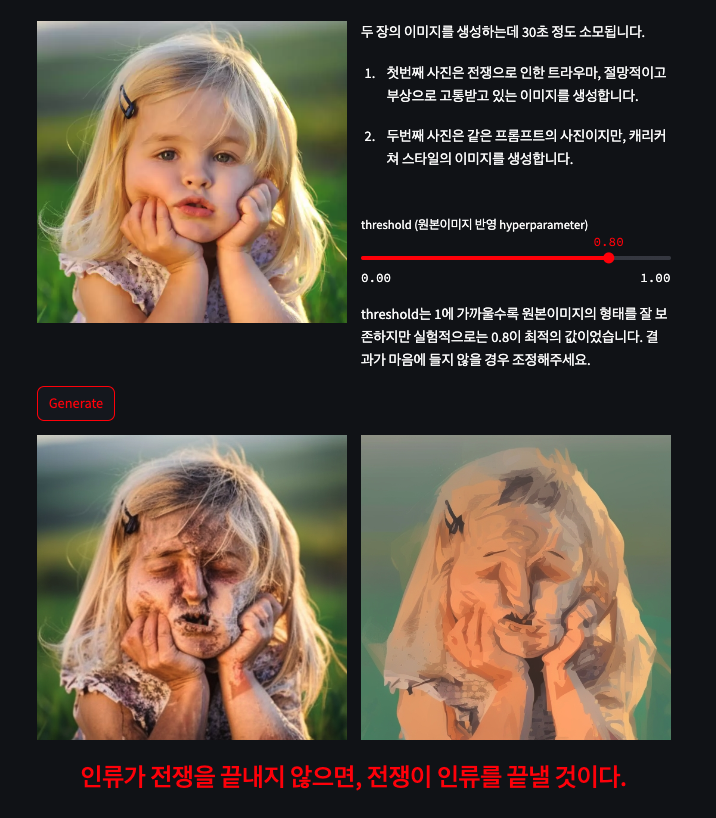 두 장의 이미지를 생성하는데 30초 정도 소모됩니다.
1. 첫번째 사진은 전쟁으로 인한 트라우마, 절망적이고
부상으로 고통받고 있는 이미지를 생성합니다.
2. 두번째 사진은 같은 프롬프트의 사진이지만, 캐리커
쳐 스타일의 이미지를 생성합니다.
threshold (원본이미지 반영 hyperparameter)
0.80
0.00 1.00
threshold는 1에 가까울수록 원본이미지의 형태를 잘 보
존하지만 실험적으로는 0.8이 최적의 값이었습니다. 결
과가 마음에 들지 않을 경우 조정해주세요.
Generate
인류가 전쟁을 끝내지 않으면, 전쟁이 인류를 끝낼 것이다.